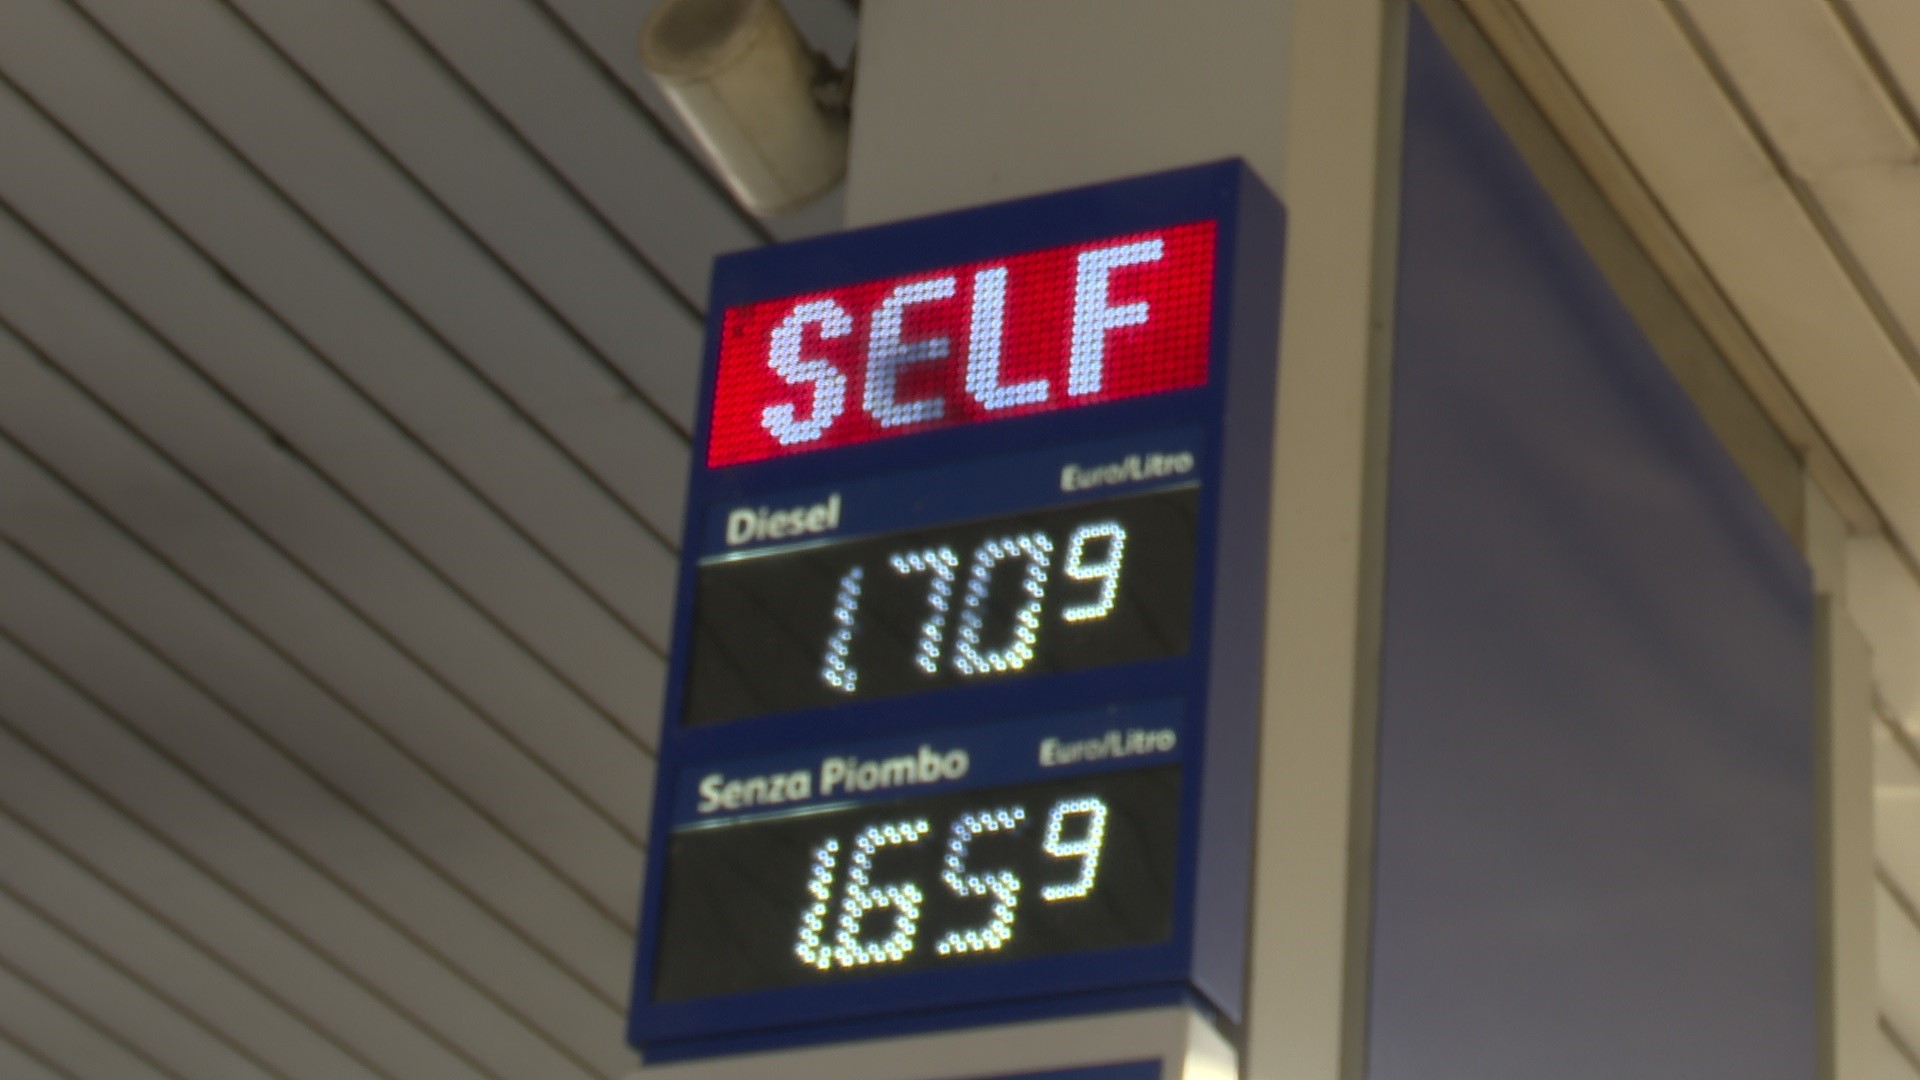 SELF
Diesel Euro/Litro
1709
Senza Piombo Euro/Litro
1659